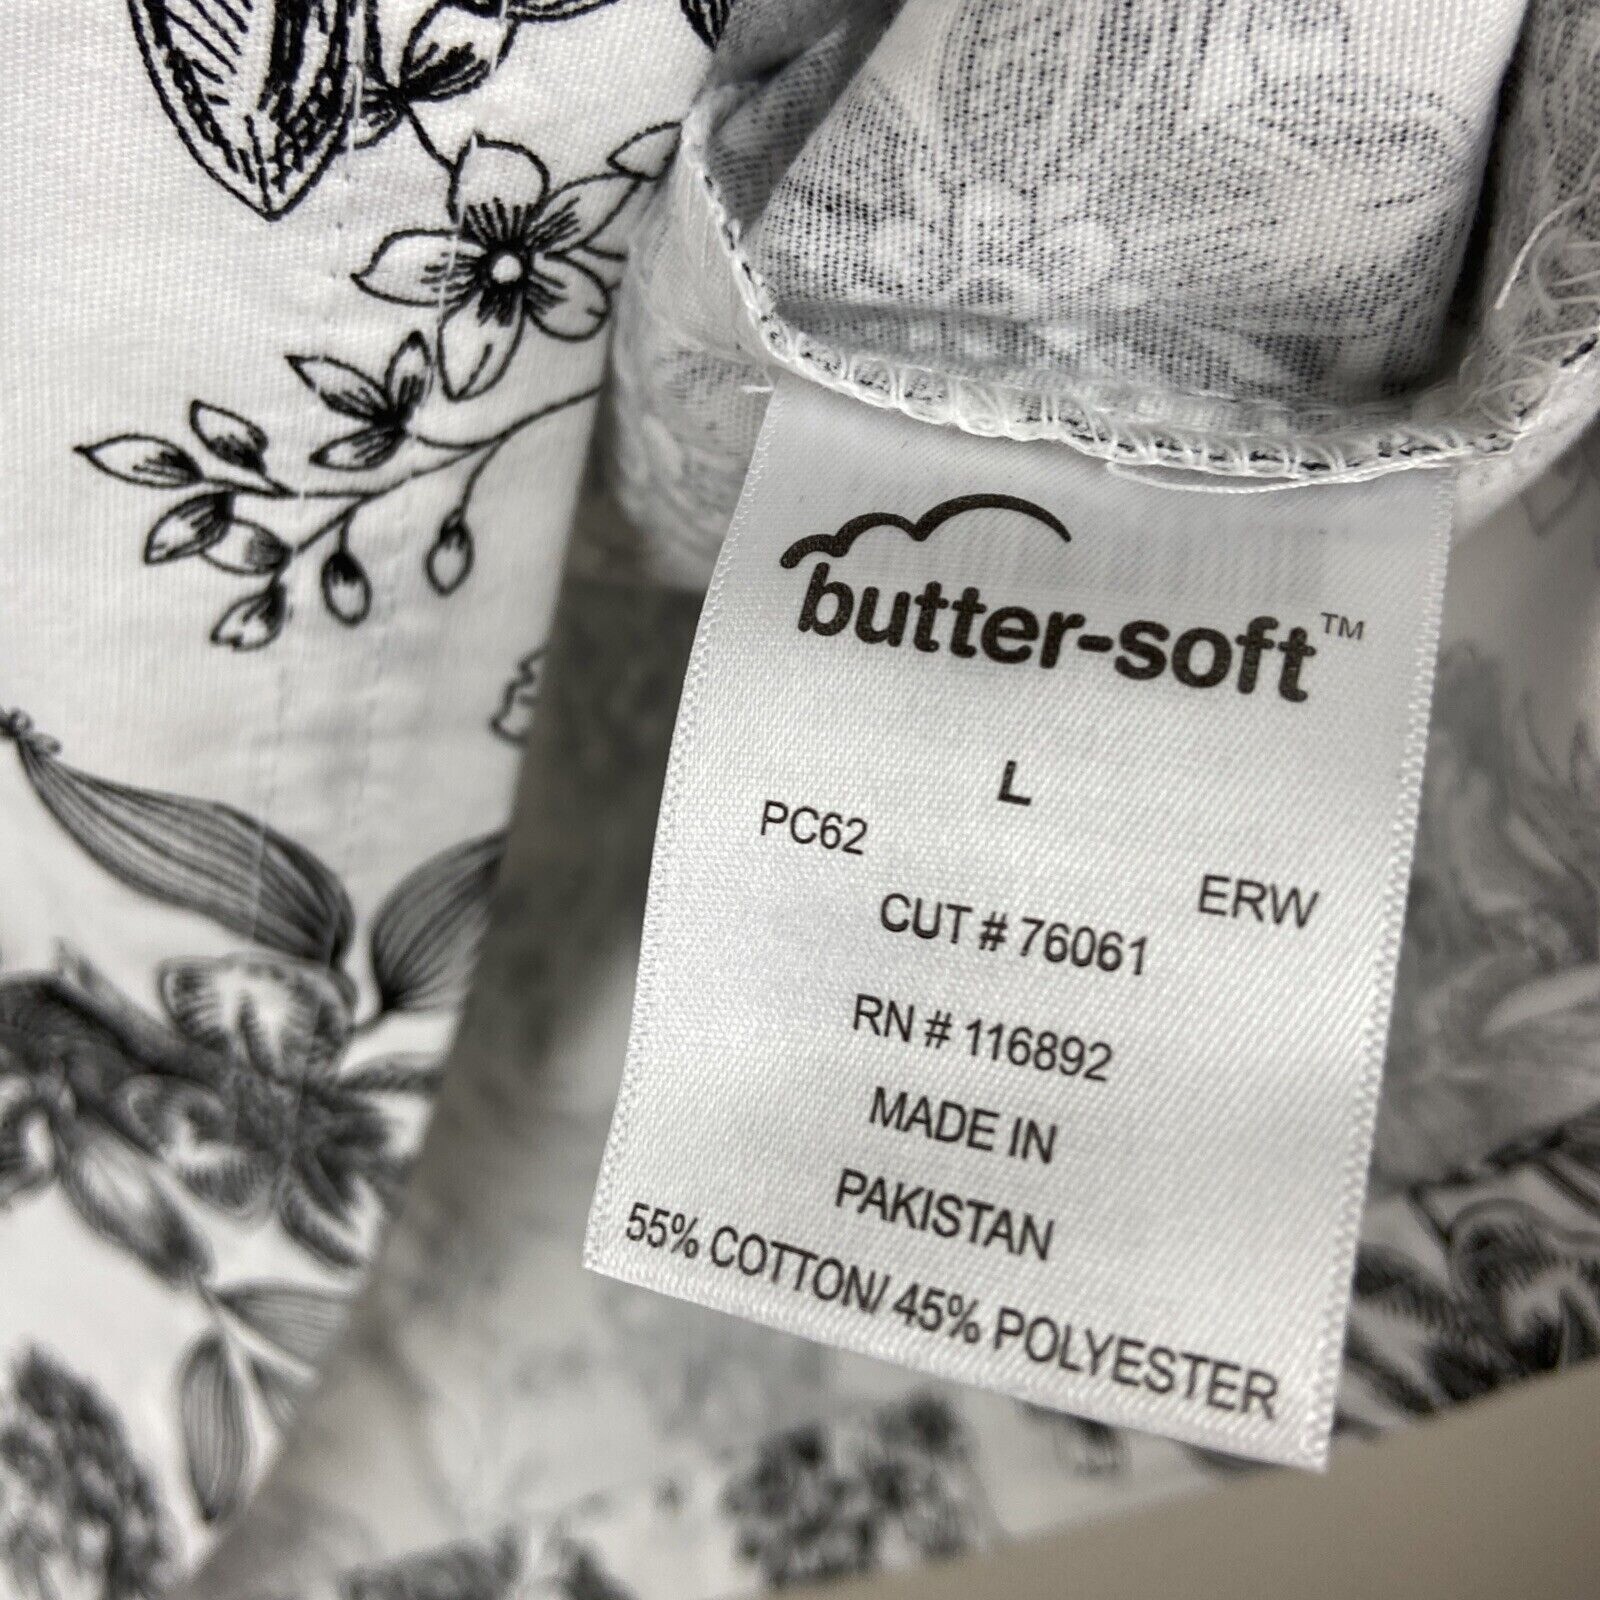 butter-soft™
L
PC62
ERW
CUT # 76061
RN # 116892
MADE IN
PAKISTAN
55% COTTON/ 45% POLYESTER